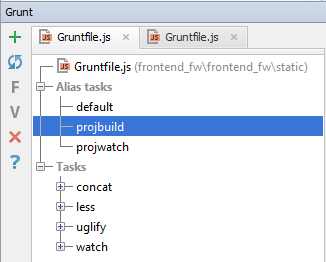 Grunt
Gruntfile.js Gruntfile.js
Gruntfile.js (frontend_fw\frontend_fw\static)
Alias tasks
default
projbuild
projwatch
Tasks
concat
less
uglify
watch